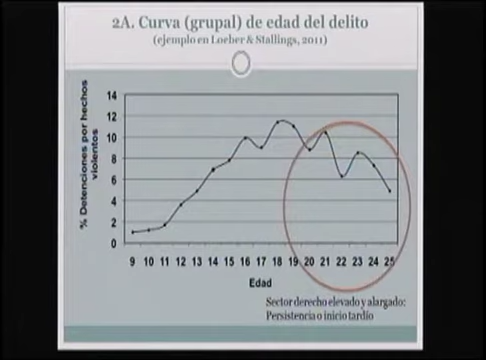 2A. Curva (grupal) de edad del delito
(ejemplo en Loeber & Stallings, 2011)
% Detenciones por hechos
violentos
14
12
10
8
6
4
2
0
9 10 11 12 13 14 15 16 17 18 19 20 21 22 23 24 25
Edad
Sector derecho elevado y alargado:
Persistencia o inicio tardío